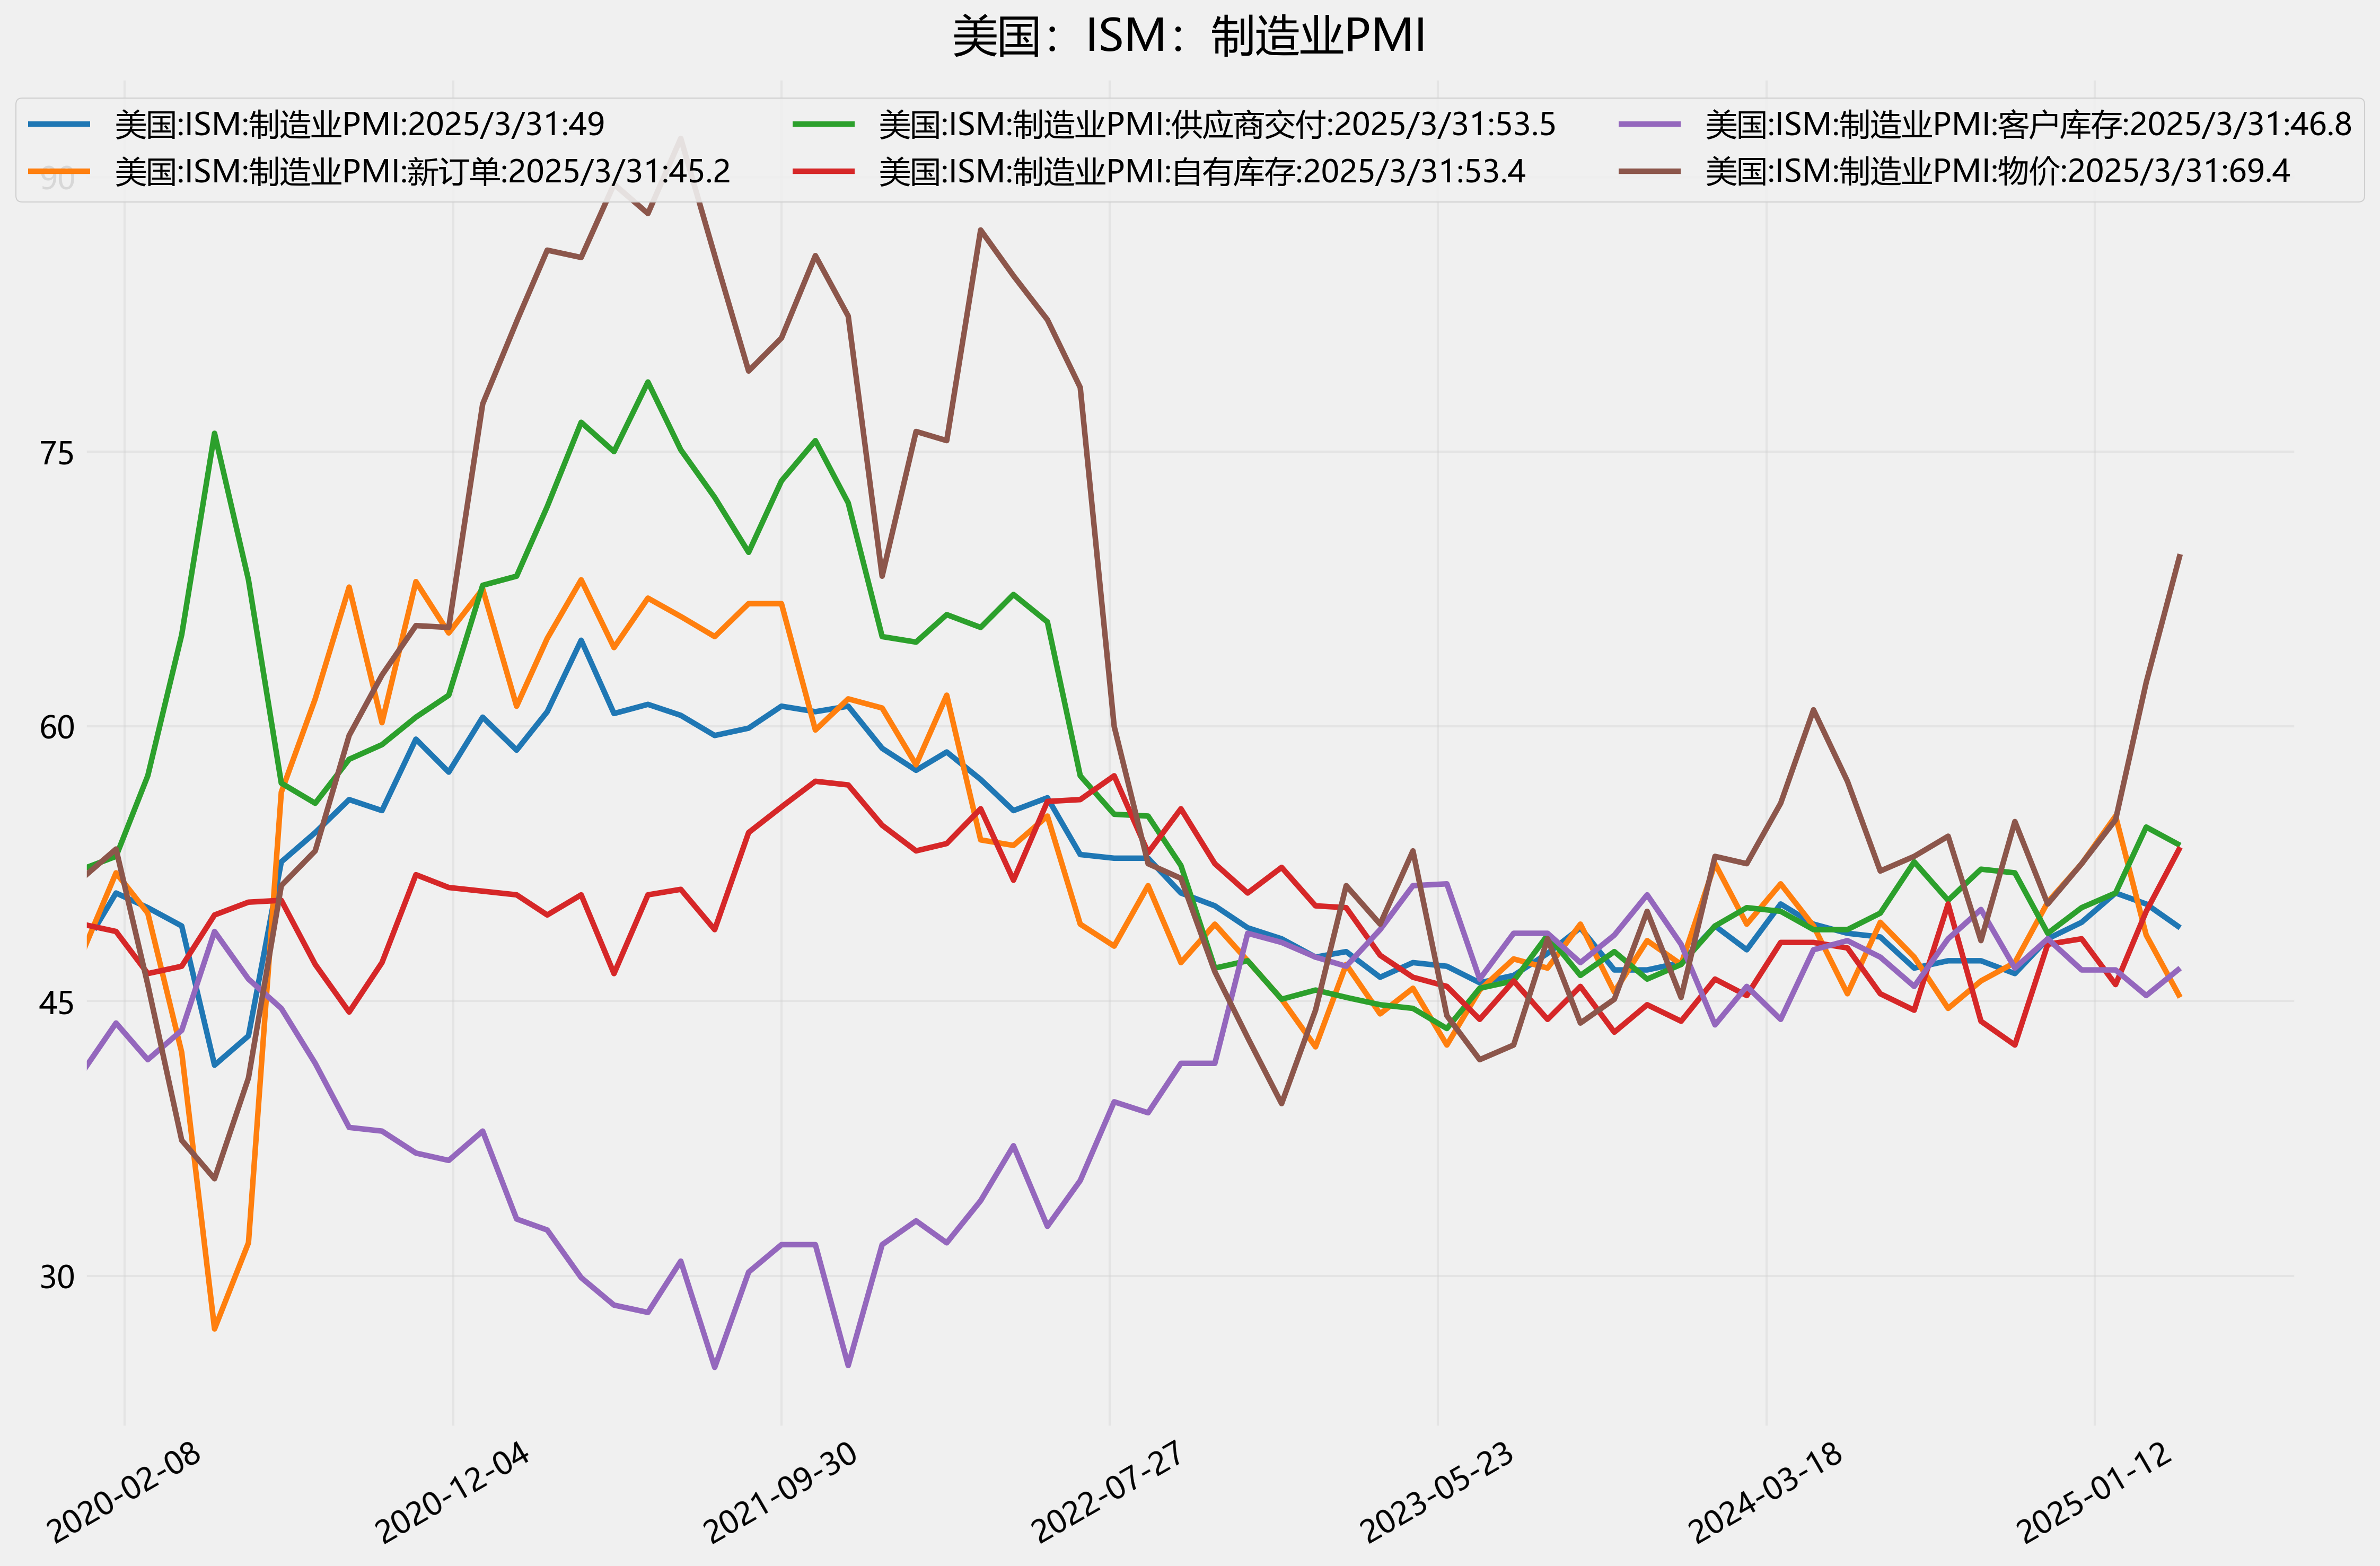 美国：ISM：制造业PMI
美国:ISM:制造业PMI:2025/3/31:49
美国:ISM:制造业PMI:新订单:2025/3/31:45.2
美国:ISM:制造业PMI:供应商交付:2025/3/31:53.5
美国:ISM:制造业PMI:自有库存:2025/3/31:53.4
美国:ISM:制造业PMI:客户库存:2025/3/31:46.8
美国:ISM:制造业PMI:物价:2025/3/31:69.4
90
75
60
45
30
2020-02-08
2020-12-04
2021-09-30
2022-07-27
2023-05-23
2024-03-18
2025-01-12